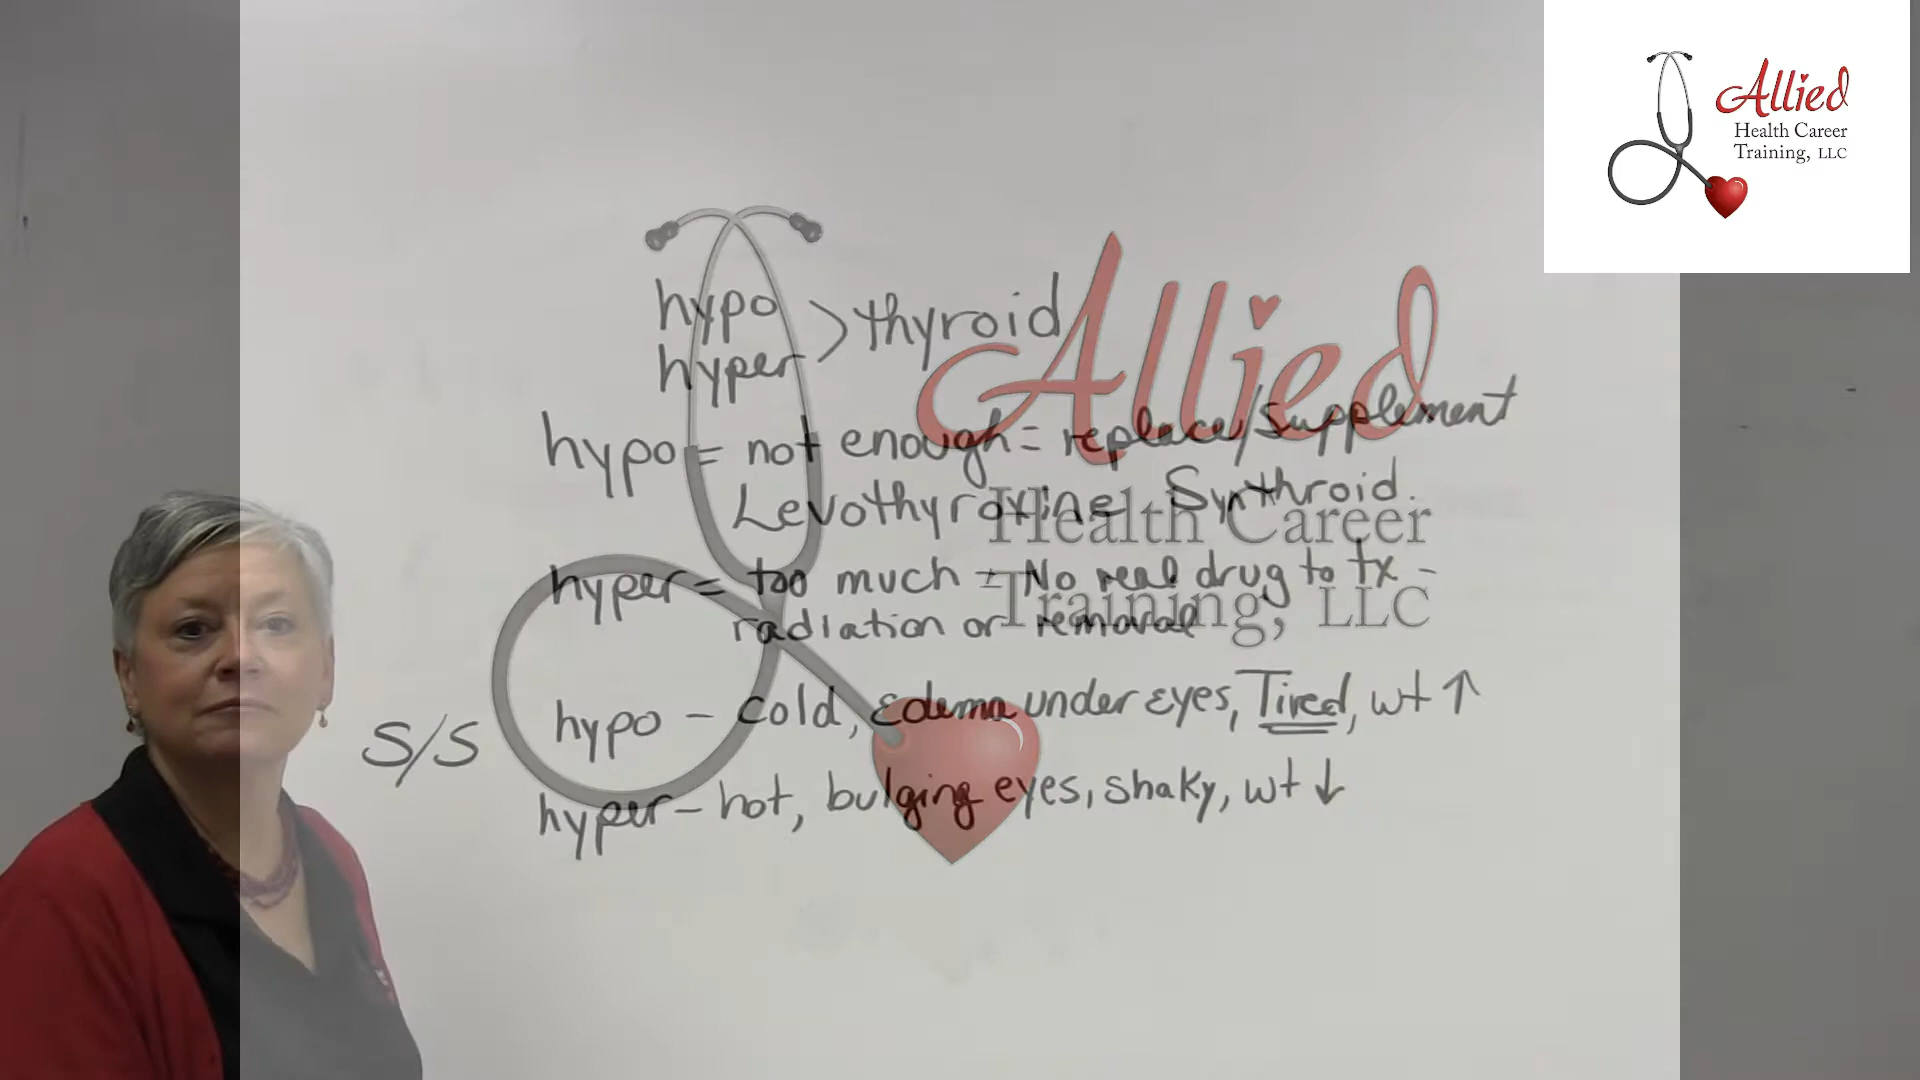 Allied
Health Career
Training, LLC
hypo
hyper > thyroid
Allied
hypo = not enough = replace/supplement
Levothyroxine Synthroid.
Health Career
hyper = too much = No real drug to tx -
Training, LLC
radiation or removal
S/S
hypo - cold, Edema under eyes, Tired, wt ↑
hyper - hot, bulging eyes, shaky, wt ↓